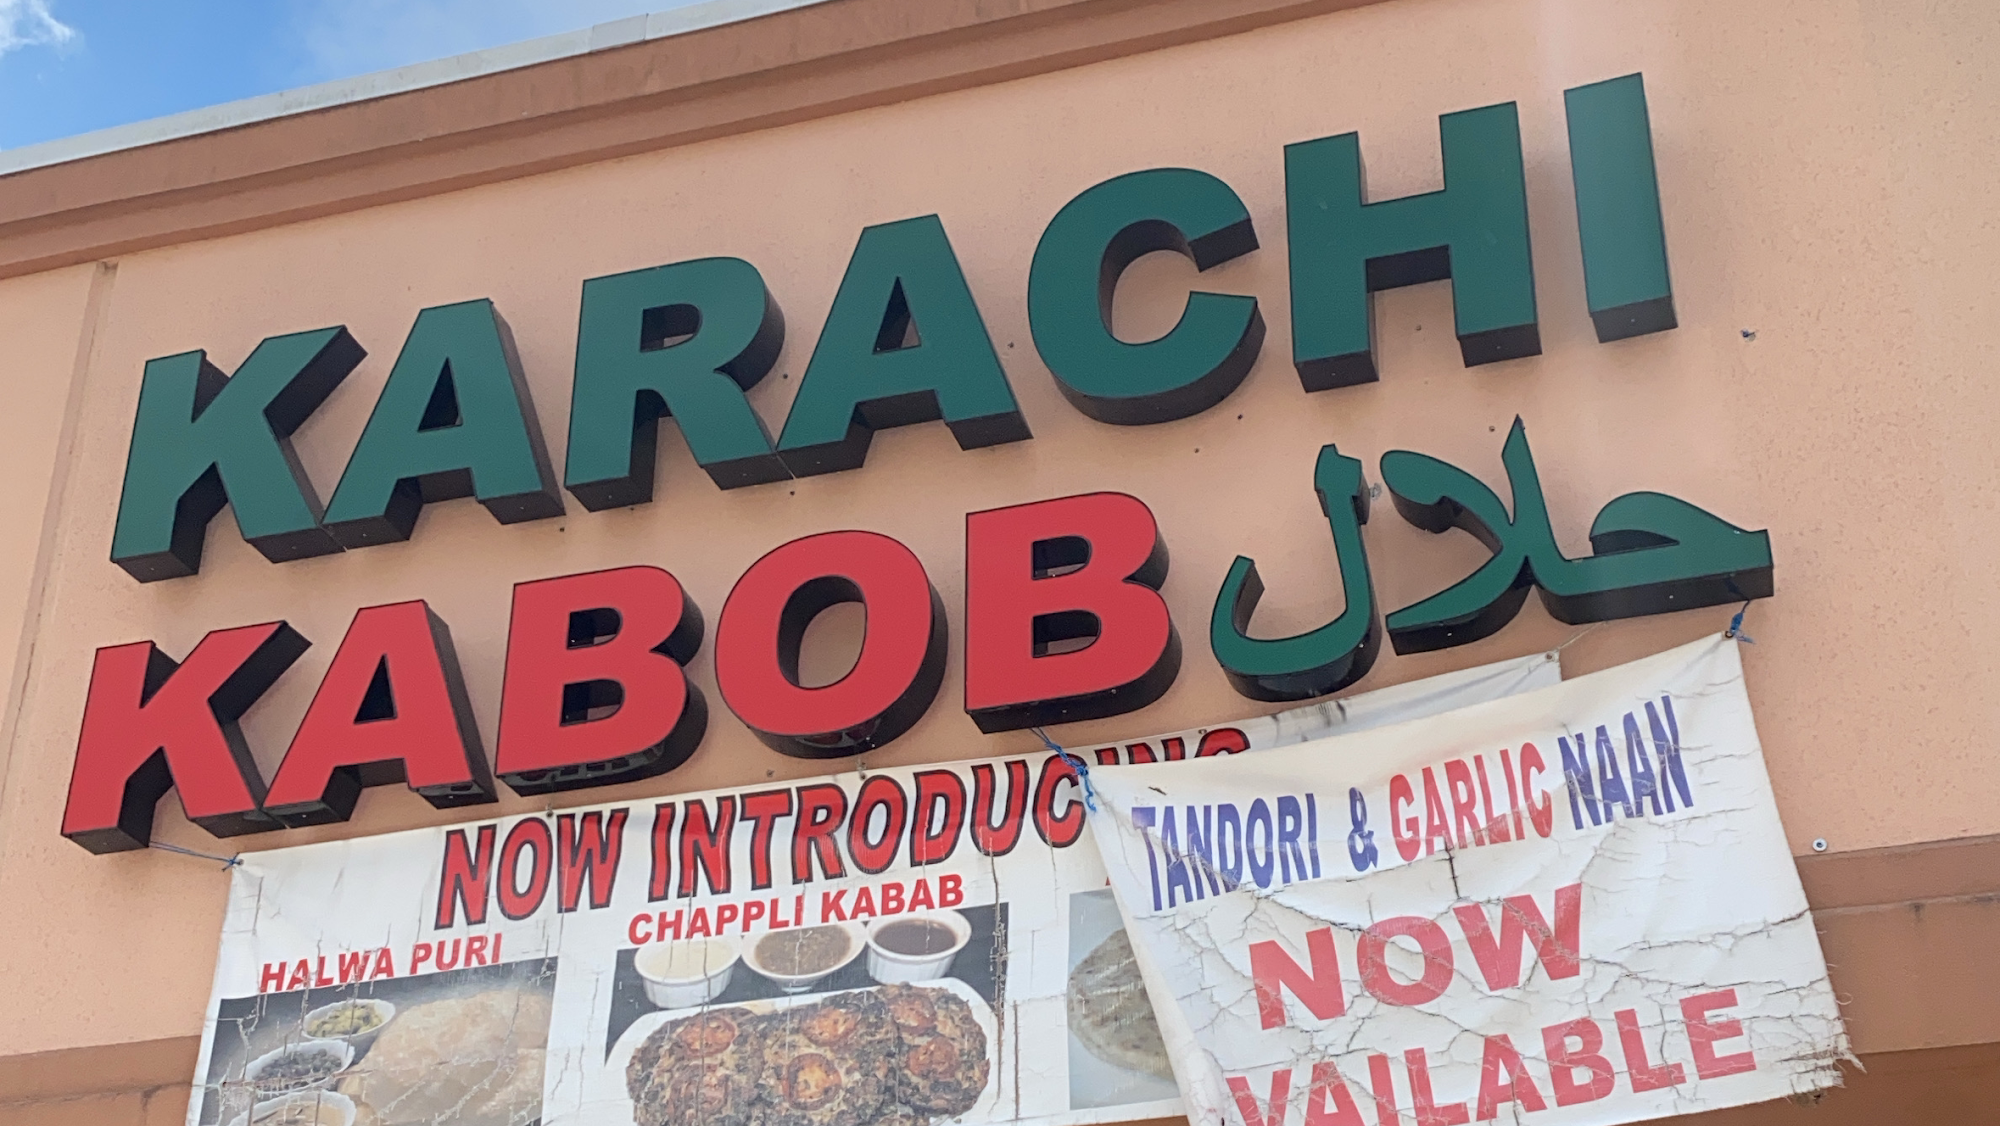 KARACHI
KABOB حلال
NOW INTRODUCING
HALWA PURI
CHAPPLI KABAB
TANDORI & GARLIC NAAN
NOW
VAILABLE